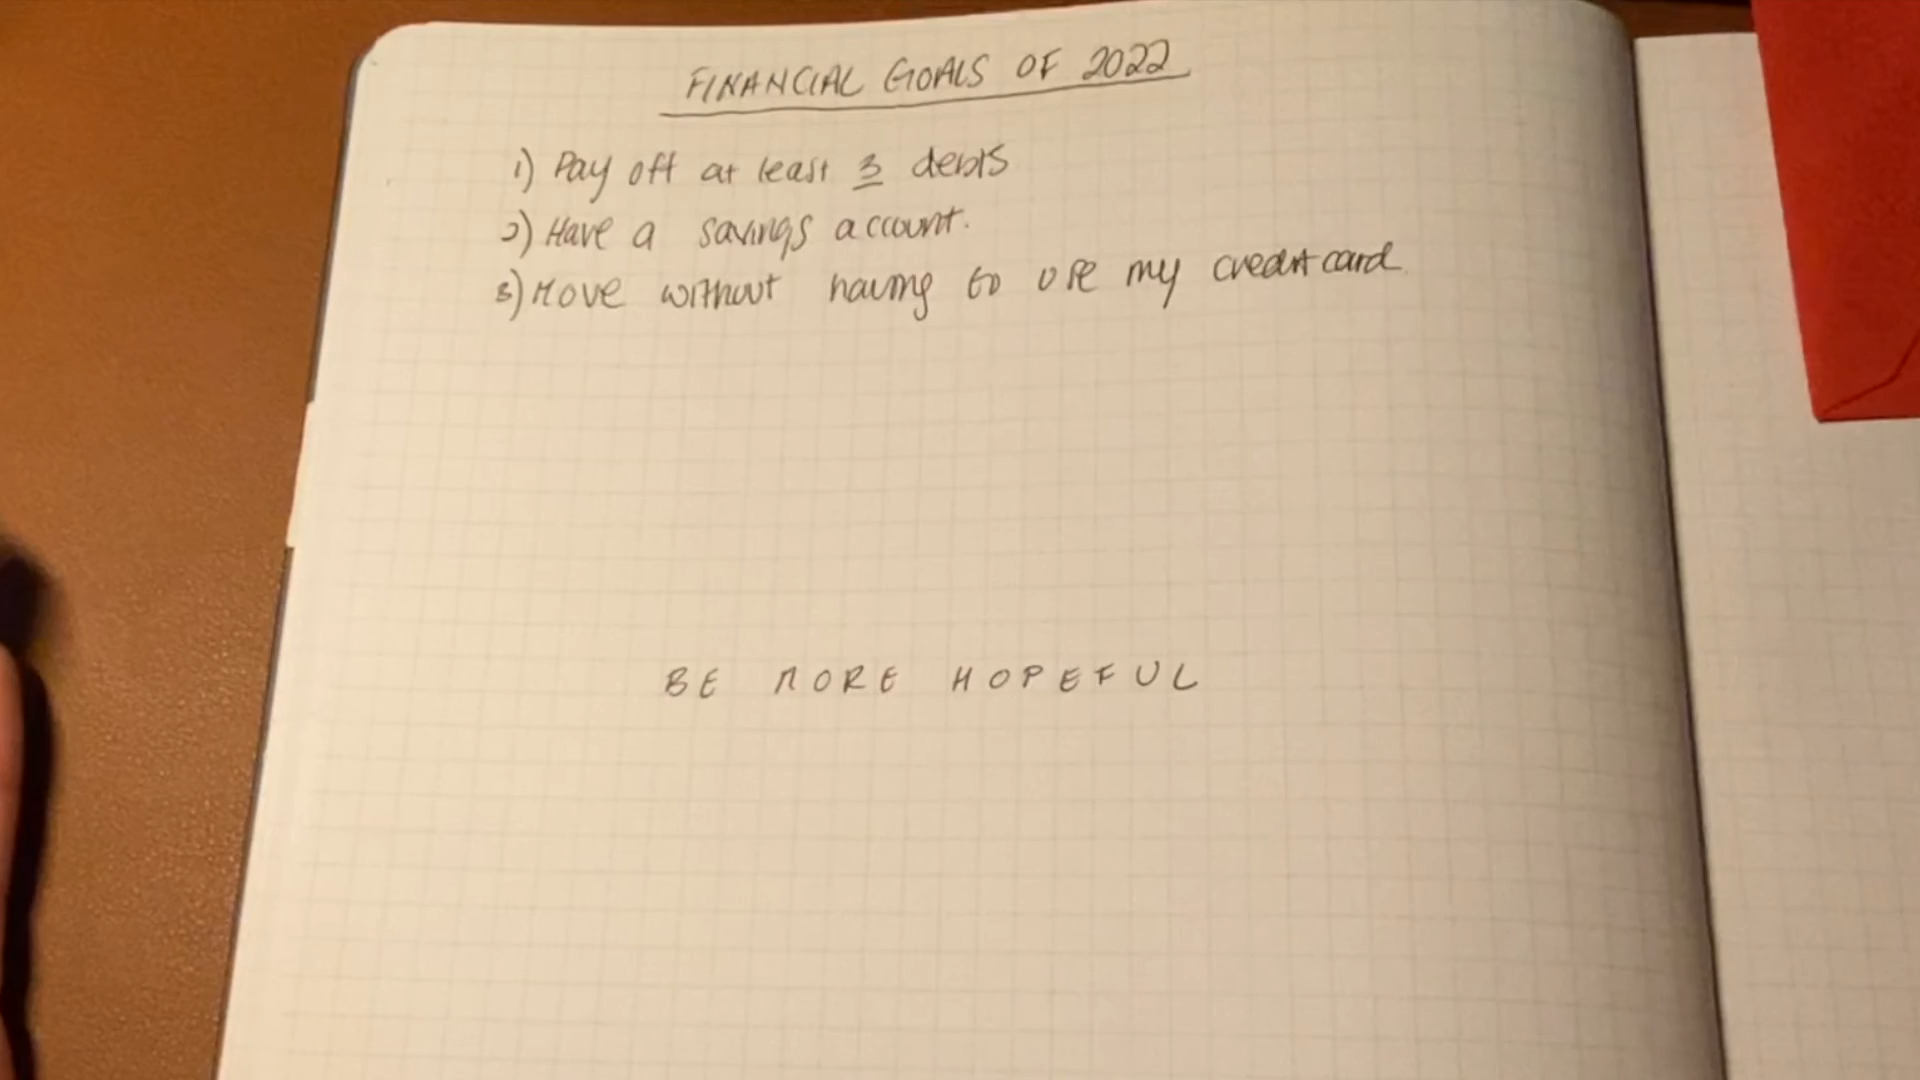 FINANCIAL GOALS OF 2022
1) Pay off at least 3 debts
2) Have a savings account.
3) Move without having to use my credit card
BE MORE HOPEFUL